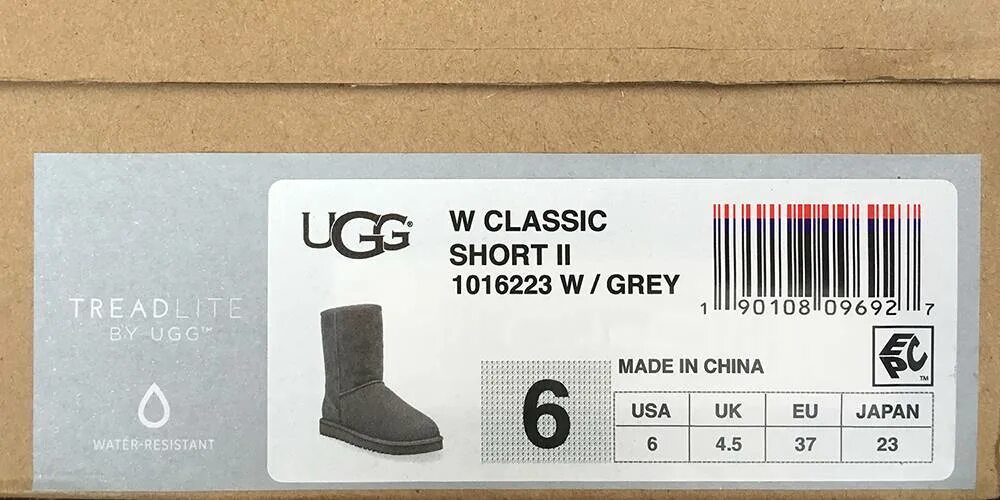 TREADLITE
BY UGG™
WATER-RESISTANT
UGG®
W CLASSIC
SHORT II
1016223 W / GREY
1 90108 09692 7
EPC™
MADE IN CHINA
6
USA UK EU JAPAN
6 4.5 37 23